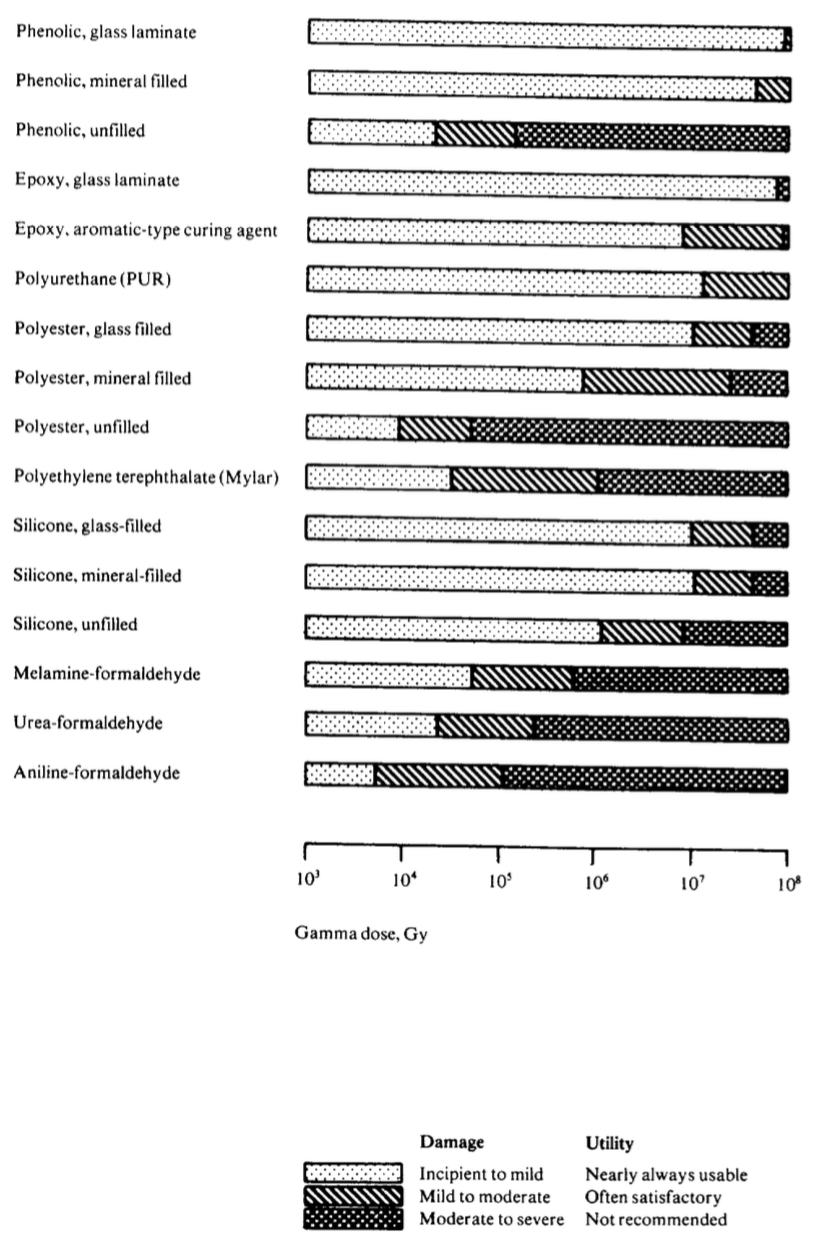 Phenolic, glass laminate
Phenolic, mineral filled
Phenolic, unfilled
Epoxy, glass laminate
Epoxy, aromatic-type curing agent
Polyurethane (PUR)
Polyester, glass filled
Polyester, mineral filled
Polyester, unfilled
Polyethylene terephthalate (Mylar)
Silicone, glass-filled
Silicone, mineral-filled
Silicone, unfilled
Melamine-formaldehyde
Urea-formaldehyde
Aniline-formaldehyde
10³ 10⁴ 10⁵ 10⁶ 10⁷ 10⁸
Gamma dose, Gy
Damage Utility
Incipient to mild Nearly always usable
Mild to moderate Often satisfactory
Moderate to severe Not recommended